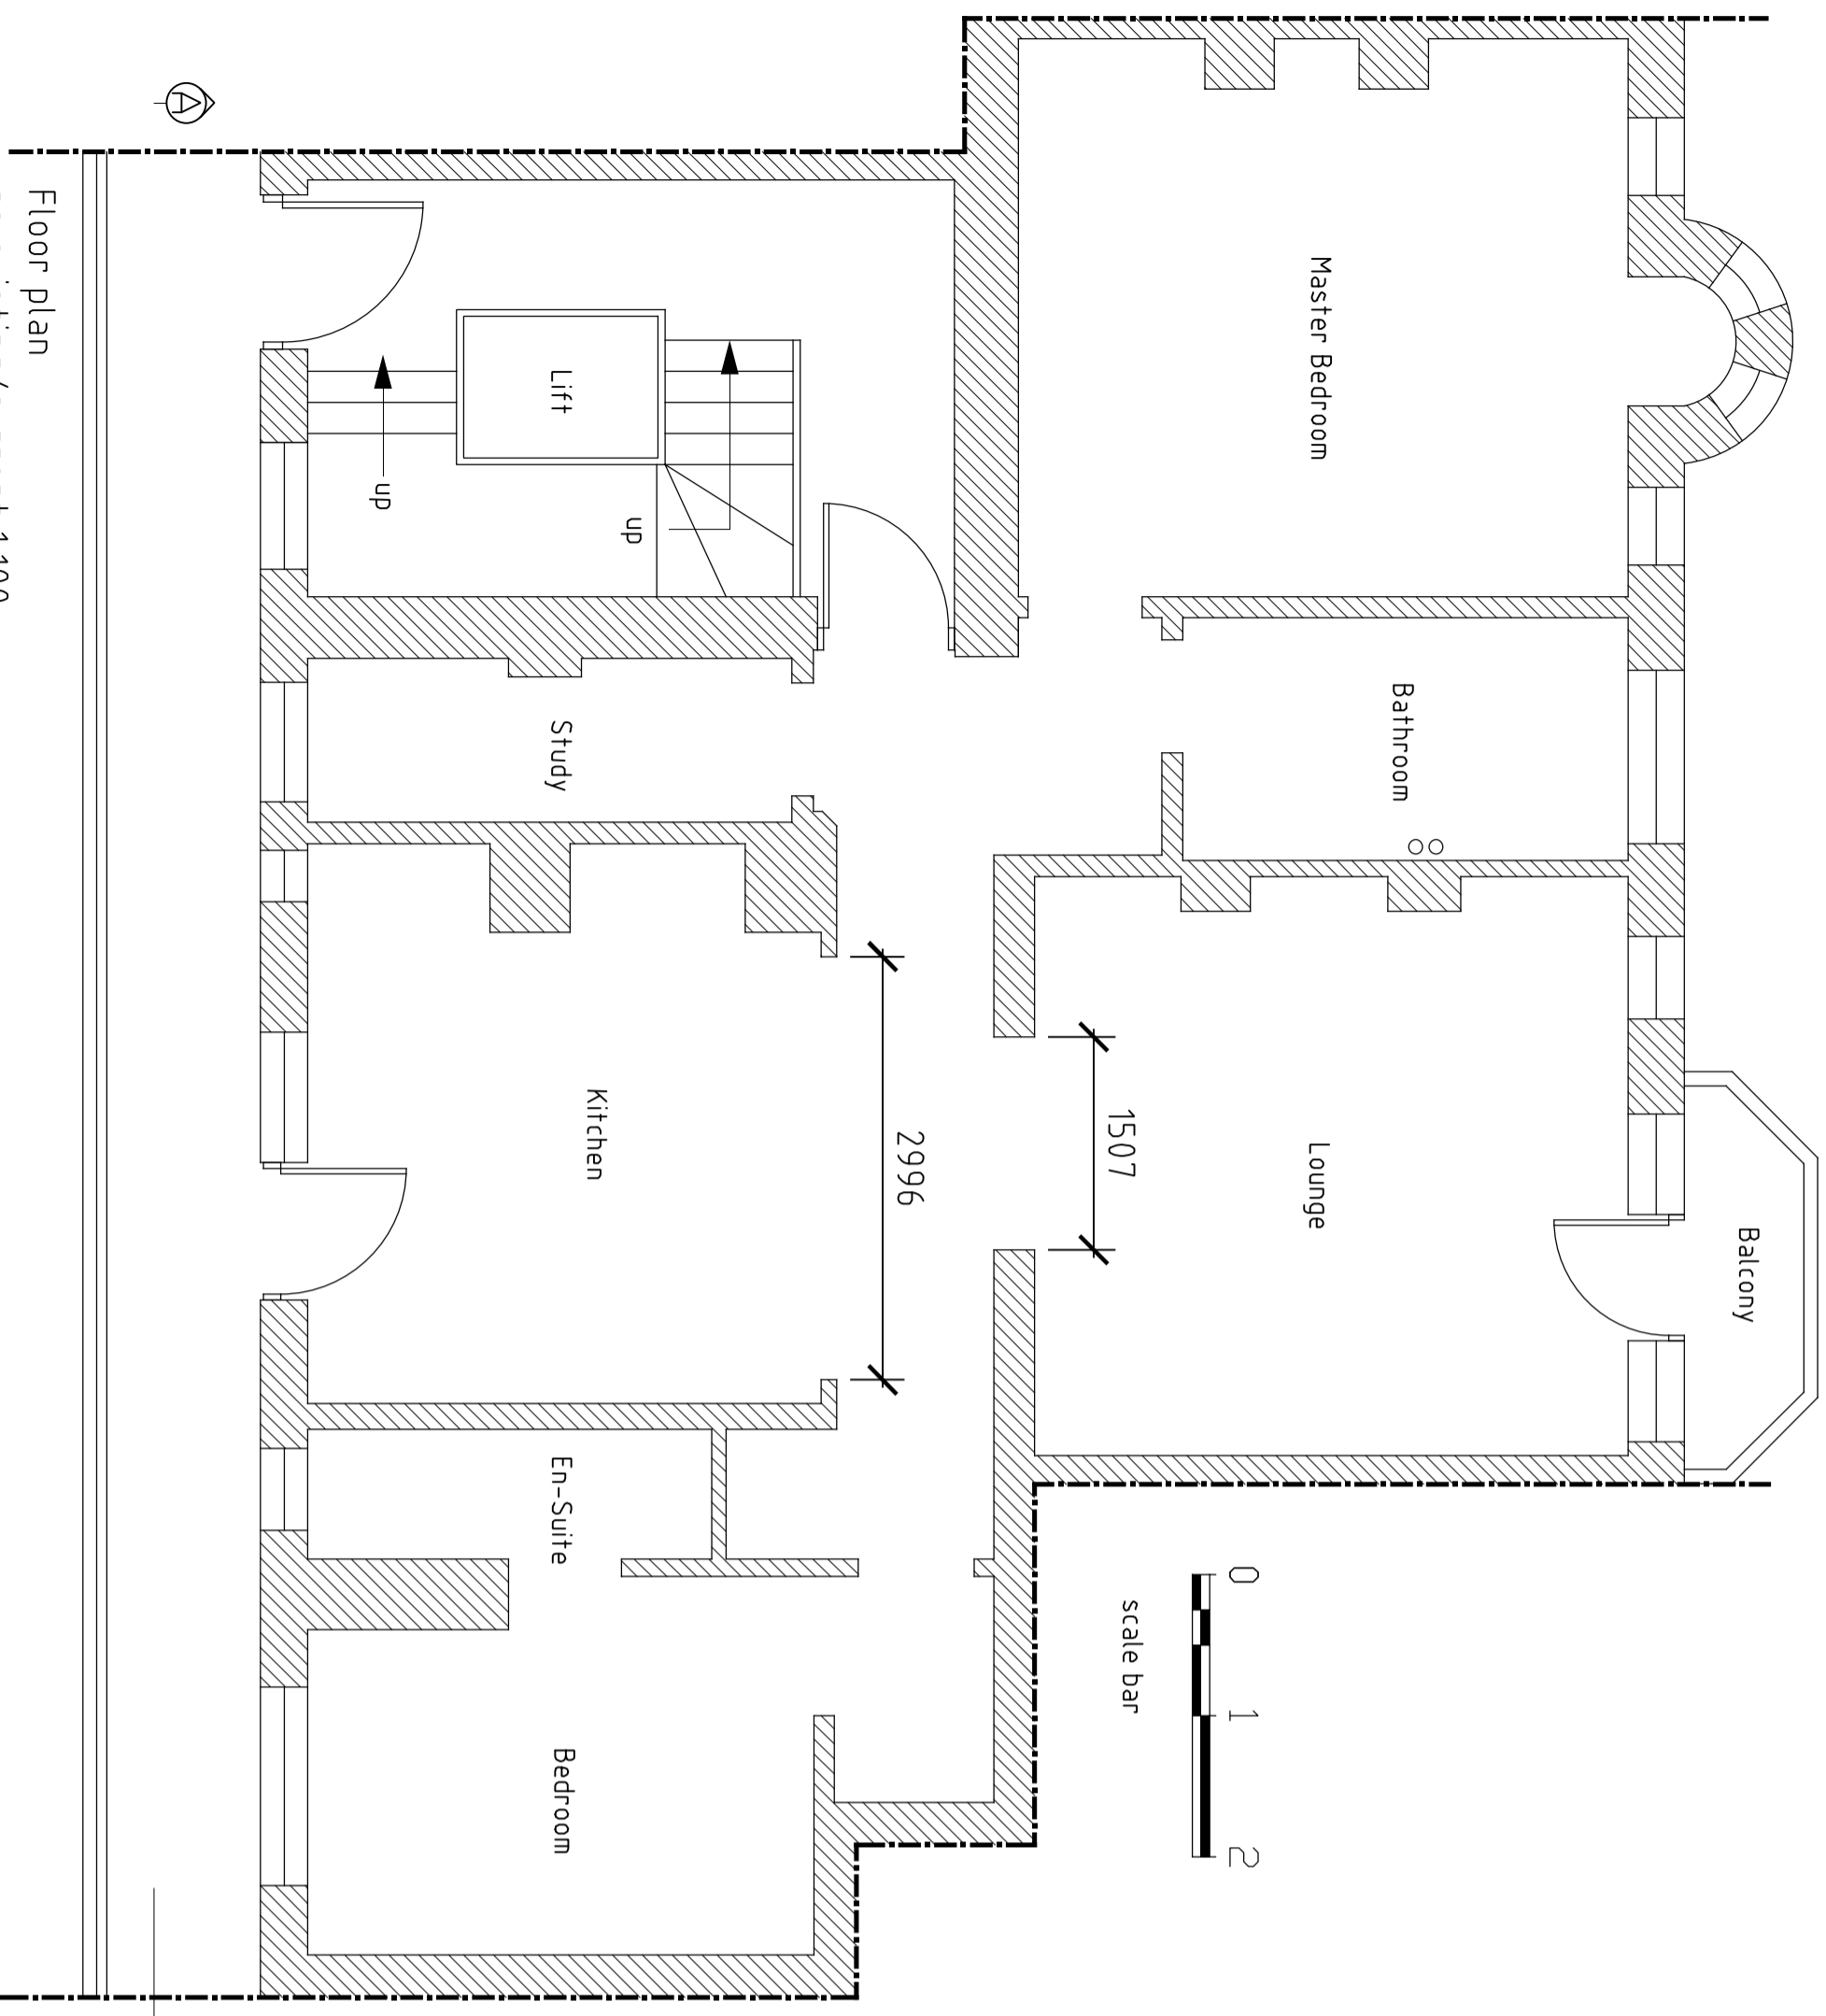 Master Bedroom
Bathroom
Lounge
Balcony
1507
2996
Lift
up
up
Study
Kitchen
En-Suite
Bedroom
0 1 2
scale bar
A
Floor plan